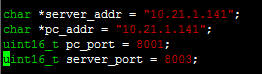 char *server_addr = "10.21.1.141";
char *pc_addr = "10.21.1.141";
uint16_t pc_port = 8001;
uint16_t server_port = 8003;